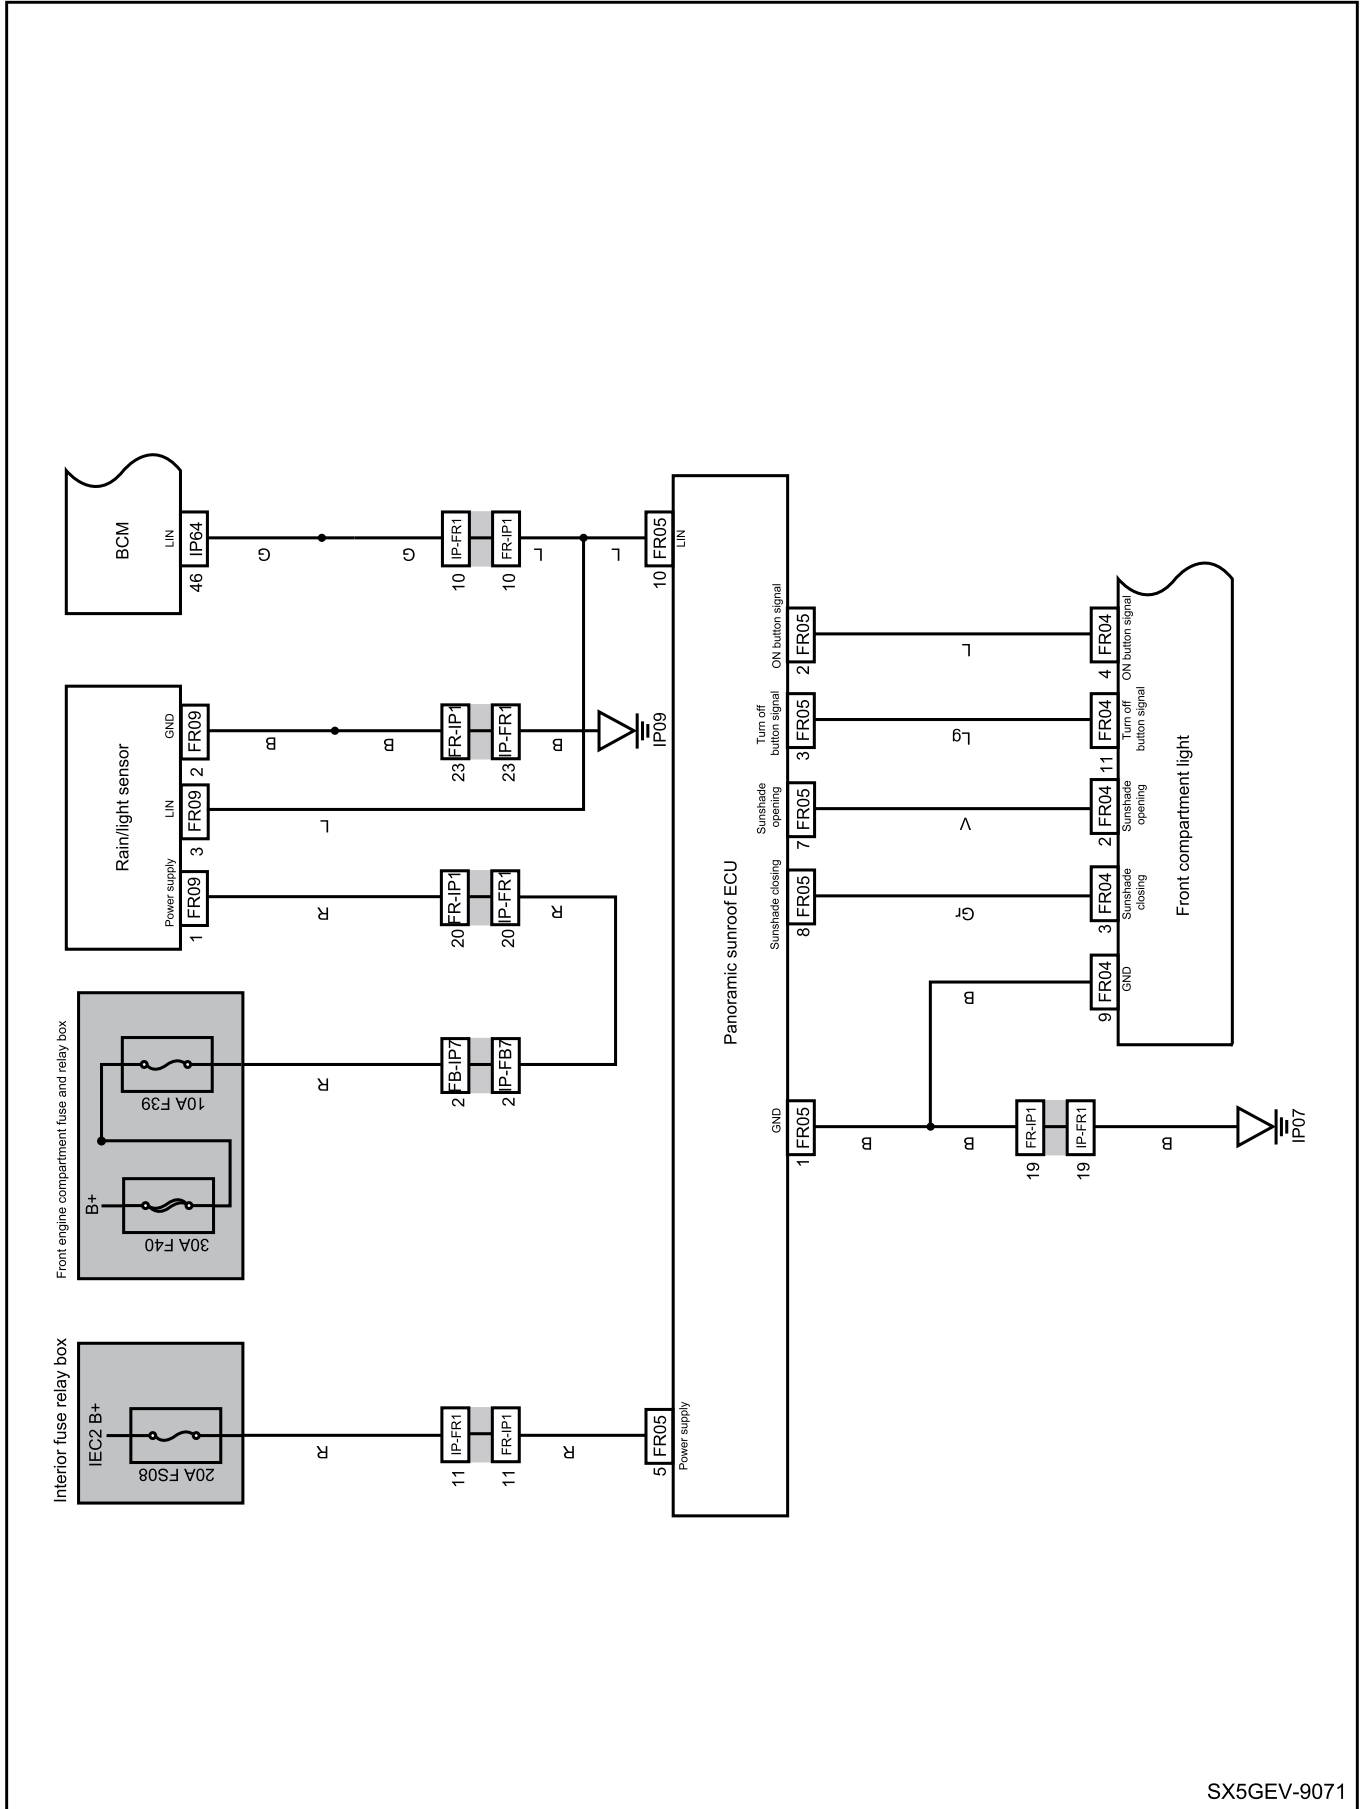 Interior fuse relay box
IEC2 B+
20A FS08
R
IP-FR1
11
FR-IP1
11
R
FR05
5
Power supply
Front engine compartment fuse and relay box
B+
30A F40
10A F39
R
FB-IP7
2
IP-FB7
2
R
FR-IP1
20
IP-FR1
20
R
Rain/light sensor
Power supply
FR09
1
LIN
FR09
3
GND
FR09
2
L
B
B
FR-IP1
23
IP-FR1
23
B
IP09
BCM
LIN
IP64
46
G
G
IP-FR1
10
FR-IP1
10
L
L
FR05
10
LIN
Panoramic sunroof ECU
GND
FR05
1
Sunshade closing
FR05
8
Sunshade
opening
FR05
7
Turn off
button signal
FR05
3
ON button signal
FR05
2
B
B
FR-IP1
19
IP-FR1
19
B
IP07
B
Gr
V
Lg
L
FR04
9
GND
FR04
3
Sunshade
closing
FR04
2
Sunshade
opening
FR04
11
Turn off
button signal
FR04
4
ON button signal
Front compartment light
SX5GEV-9071